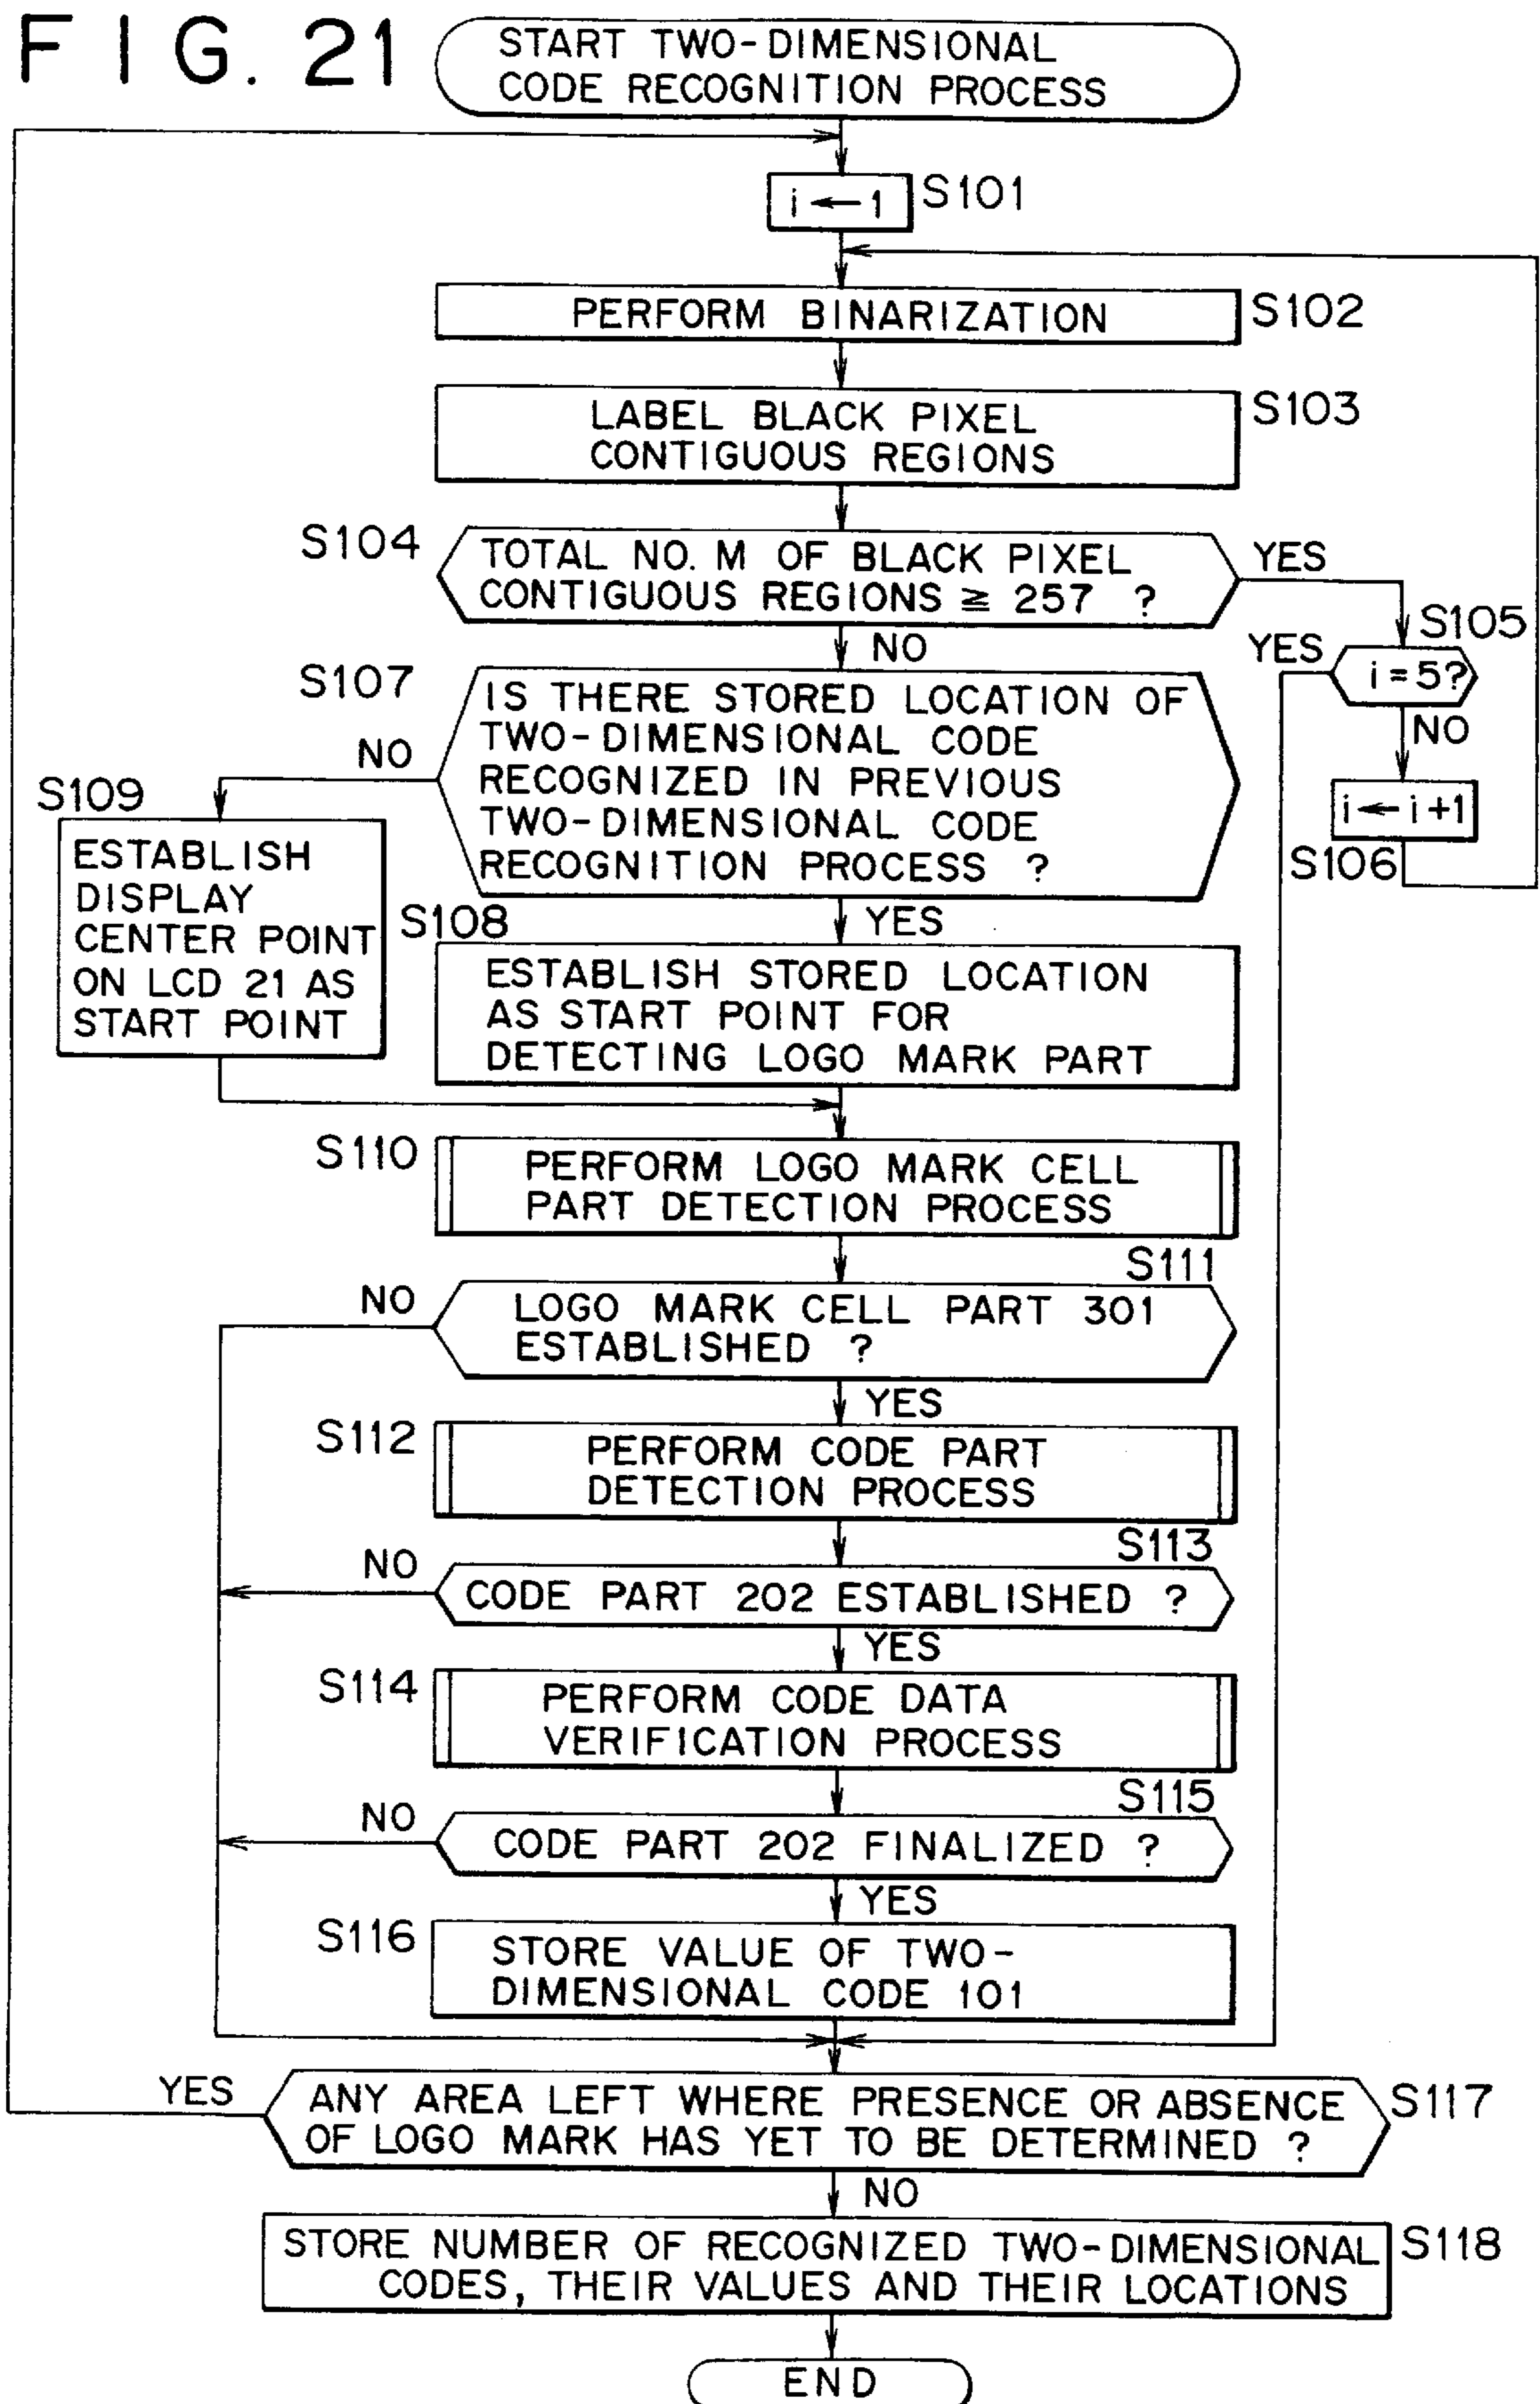 FIG. 21
START TWO-DIMENSIONAL
CODE RECOGNITION PROCESS
i ← 1
S101
PERFORM BINARIZATION
S102
LABEL BLACK PIXEL
CONTIGUOUS REGIONS
S103
S104
TOTAL NO. M OF BLACK PIXEL
CONTIGUOUS REGIONS ≧ 257 ?
YES
NO
S105
YES
i = 5?
NO
i ← i +1
S106
S107
IS THERE STORED LOCATION OF
TWO-DIMENSIONAL CODE
RECOGNIZED IN PREVIOUS
TWO-DIMENSIONAL CODE
RECOGNITION PROCESS ?
NO
YES
S109
ESTABLISH
DISPLAY
CENTER POINT
ON LCD 21 AS
START POINT
S108
ESTABLISH STORED LOCATION
AS START POINT FOR
DETECTING LOGO MARK PART
S110
PERFORM LOGO MARK CELL
PART DETECTION PROCESS
S111
NO
LOGO MARK CELL PART 301
ESTABLISHED ?
YES
S112
PERFORM CODE PART
DETECTION PROCESS
S113
NO
CODE PART 202 ESTABLISHED ?
YES
S114
PERFORM CODE DATA
VERIFICATION PROCESS
S115
NO
CODE PART 202 FINALIZED ?
YES
S116
STORE VALUE OF TWO-
DIMENSIONAL CODE 101
YES
ANY AREA LEFT WHERE PRESENCE OR ABSENCE
OF LOGO MARK HAS YET TO BE DETERMINED ?
S117
NO
STORE NUMBER OF RECOGNIZED TWO-DIMENSIONAL
CODES, THEIR VALUES AND THEIR LOCATIONS
S118
END